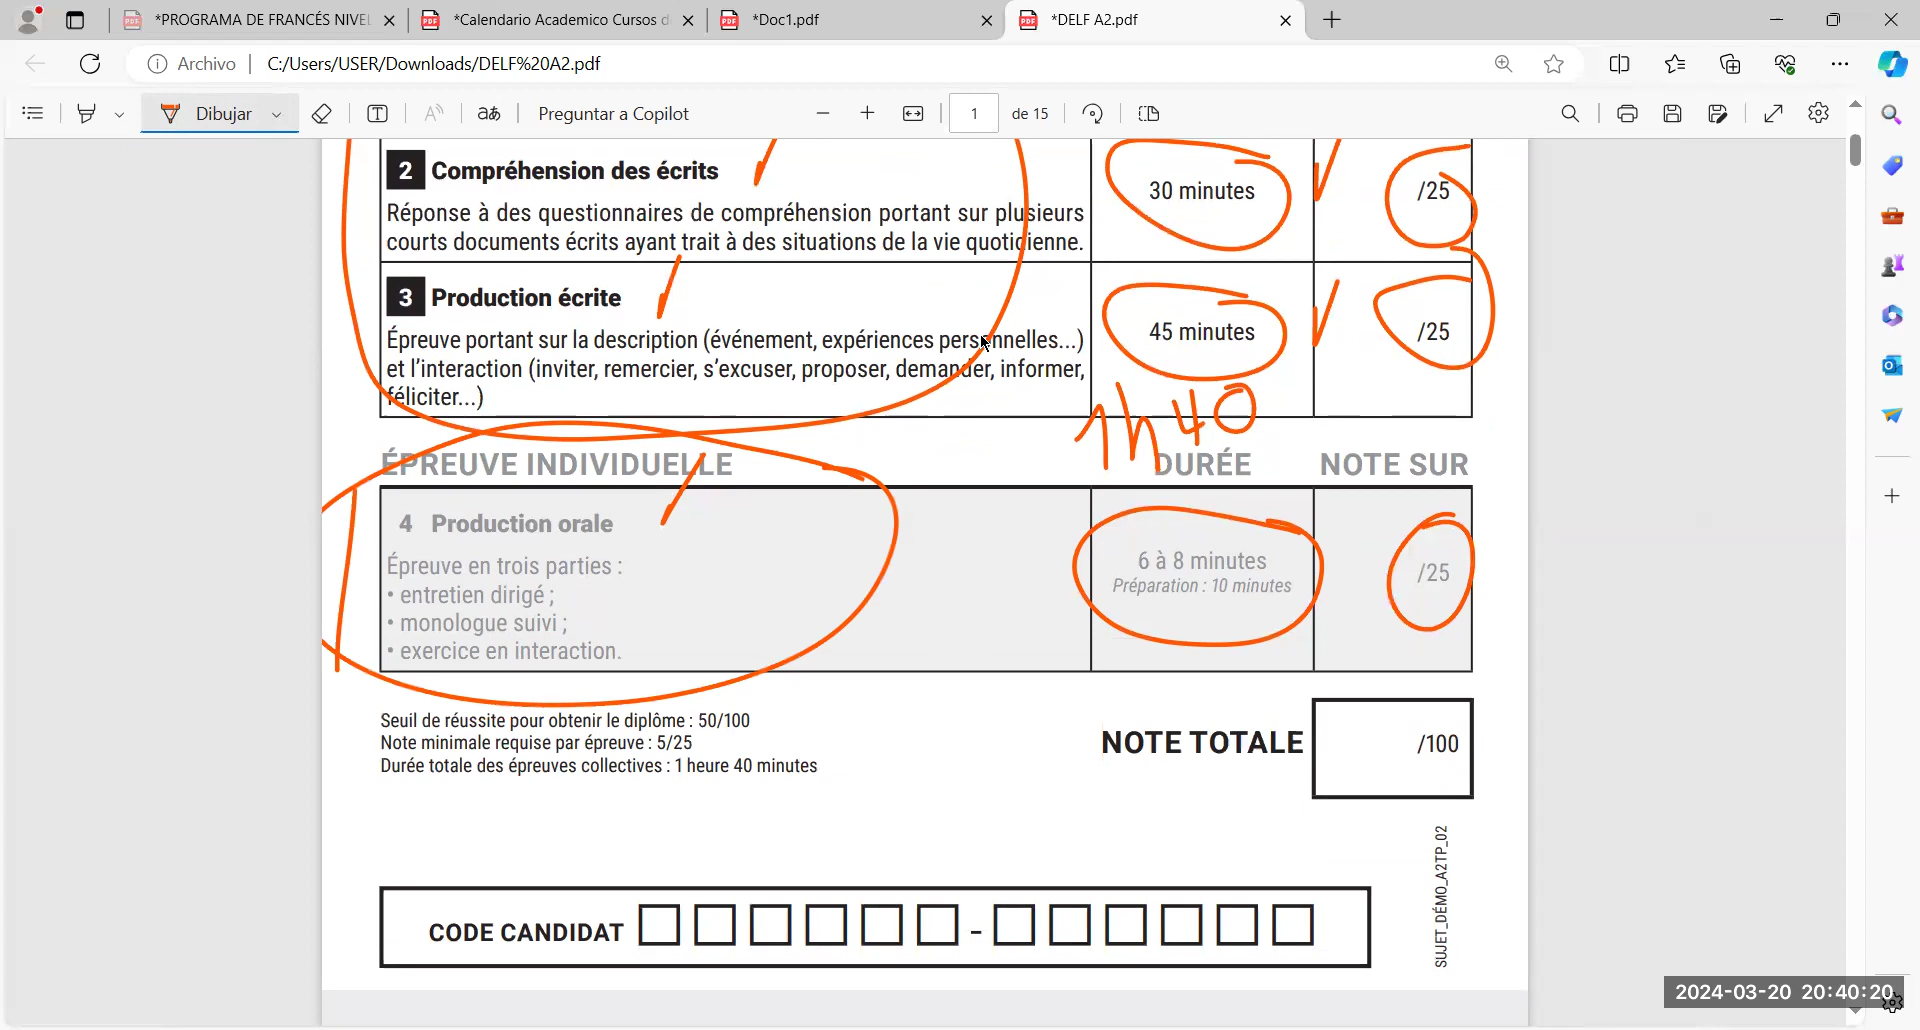 *PROGRAMA DE FRANCÉS NIVEL
*Calendario Academico Cursos d
*Doc1.pdf
*DELF A2.pdf
Archivo
C:/Users/USER/Downloads/DELF%20A2.pdf
Dibujar
aあ
Preguntar a Copilot
1
de 15
2 Compréhension des écrits
Réponse à des questionnaires de compréhension portant sur plusieurs
courts documents écrits ayant trait à des situations de la vie quotidienne.
30 minutes
/25
3 Production écrite
Épreuve portant sur la description (événement, expériences personnelles...)
et l'interaction (inviter, remercier, s'excuser, proposer, demander, informer,
féliciter...)
45 minutes
/25
1h40
ÉPREUVE INDIVIDUELLE
DURÉE
NOTE SUR
4 Production orale
Épreuve en trois parties :
• entretien dirigé ;
• monologue suivi ;
• exercice en interaction.
6 à 8 minutes
Préparation : 10 minutes
/25
Seuil de réussite pour obtenir le diplôme : 50/100
Note minimale requise par épreuve : 5/25
Durée totale des épreuves collectives : 1 heure 40 minutes
NOTE TOTALE
/100
SUJET_DÉMO_A2TP_02
CODE CANDIDAT
-
2024-03-20 20:40:20